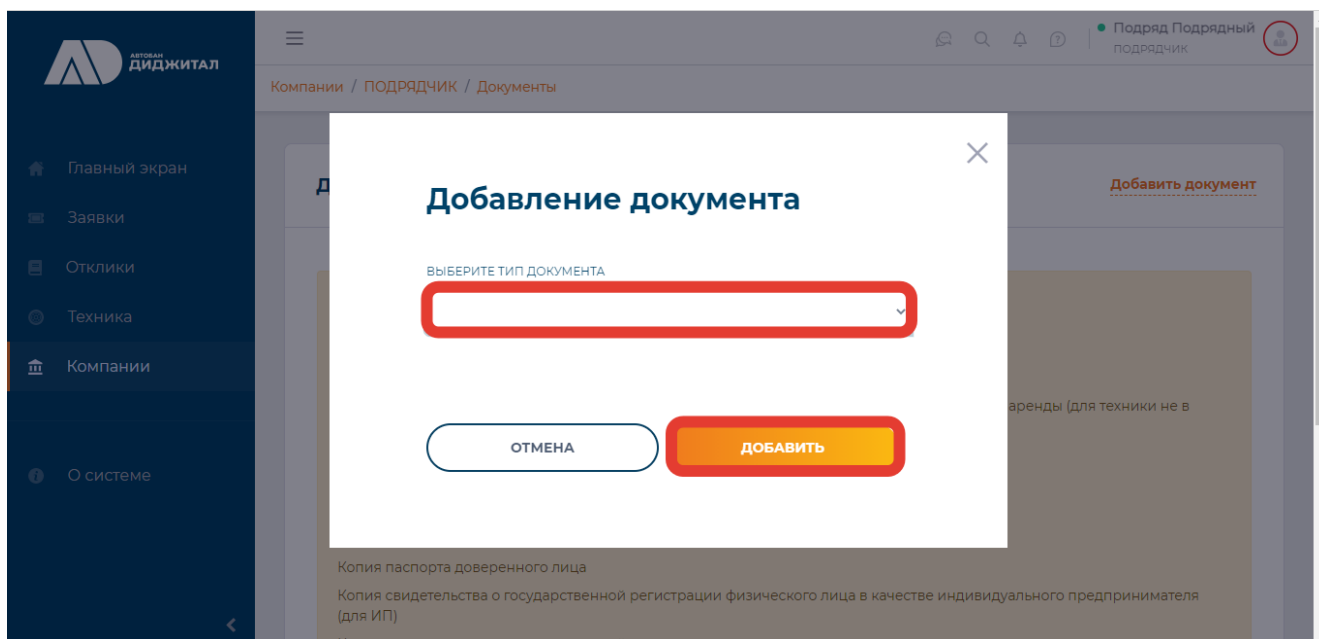 АВТОВАН
ДИДЖИТАЛ
Подряд Подрядный
ПОДРЯДЧИК
Компании / ПОДРЯДЧИК / Документы
Главный экран
Заявки
Отклики
Техника
Компании
О системе
Д
Добавить документ
Добавление документа
ВЫБЕРИТЕ ТИП ДОКУМЕНТА
аренды (для техники не в
ОТМЕНА
ДОБАВИТЬ
Копия паспорта доверенного лица
Копия свидетельства о государственной регистрации физического лица в качестве индивидуального предпринимателя
(для ИП)